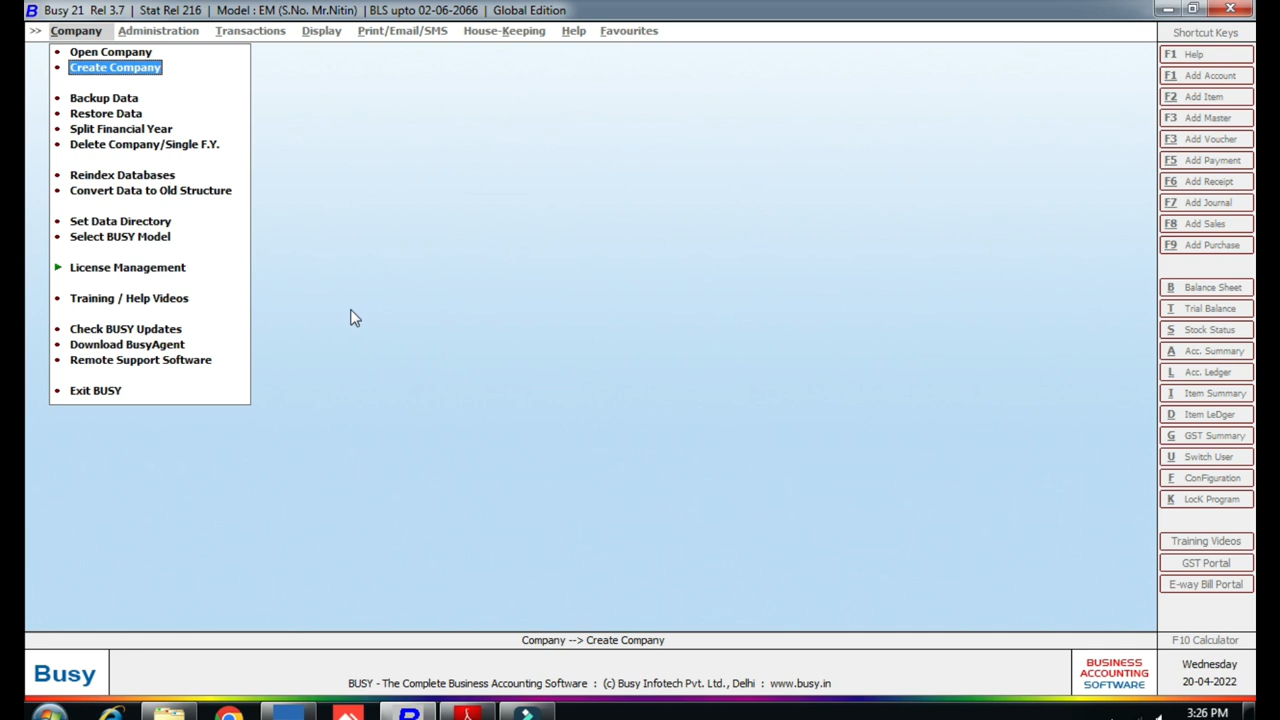 Busy 21 Rel 3.7 | Stat Rel 216 | Model : EM (S.No. Mr.Nitin) | BLS upto 02-06-2066 | Global Edition
>> Company Administration Transactions Display Print/Email/SMS House-Keeping Help Favourites
Open Company
Create Company
Backup Data
Restore Data
Split Financial Year
Delete Company/Single F.Y.
Reindex Databases
Convert Data to Old Structure
Set Data Directory
Select BUSY Model
License Management
Training / Help Videos
Check BUSY Updates
Download BusyAgent
Remote Support Software
Exit BUSY
Shortcut Keys
F1 Help
F1 Add Account
F2 Add Item
F3 Add Master
F3 Add Voucher
F5 Add Payment
F6 Add Receipt
F7 Add Journal
F8 Add Sales
F9 Add Purchase
B Balance Sheet
T Trial Balance
S Stock Status
A Acc. Summary
L Acc. Ledger
I Item Summary
D Item LeDger
G GST Summary
U Switch User
F ConFiguration
K LocK Program
Training Videos
GST Portal
E-way Bill Portal
Company --> Create Company
F10 Calculator
Busy
BUSY - The Complete Business Accounting Software : (c) Busy Infotech Pvt. Ltd., Delhi : www.busy.in
BUSINESS
ACCOUNTING
SOFTWARE
Wednesday
20-04-2022
3:26 PM